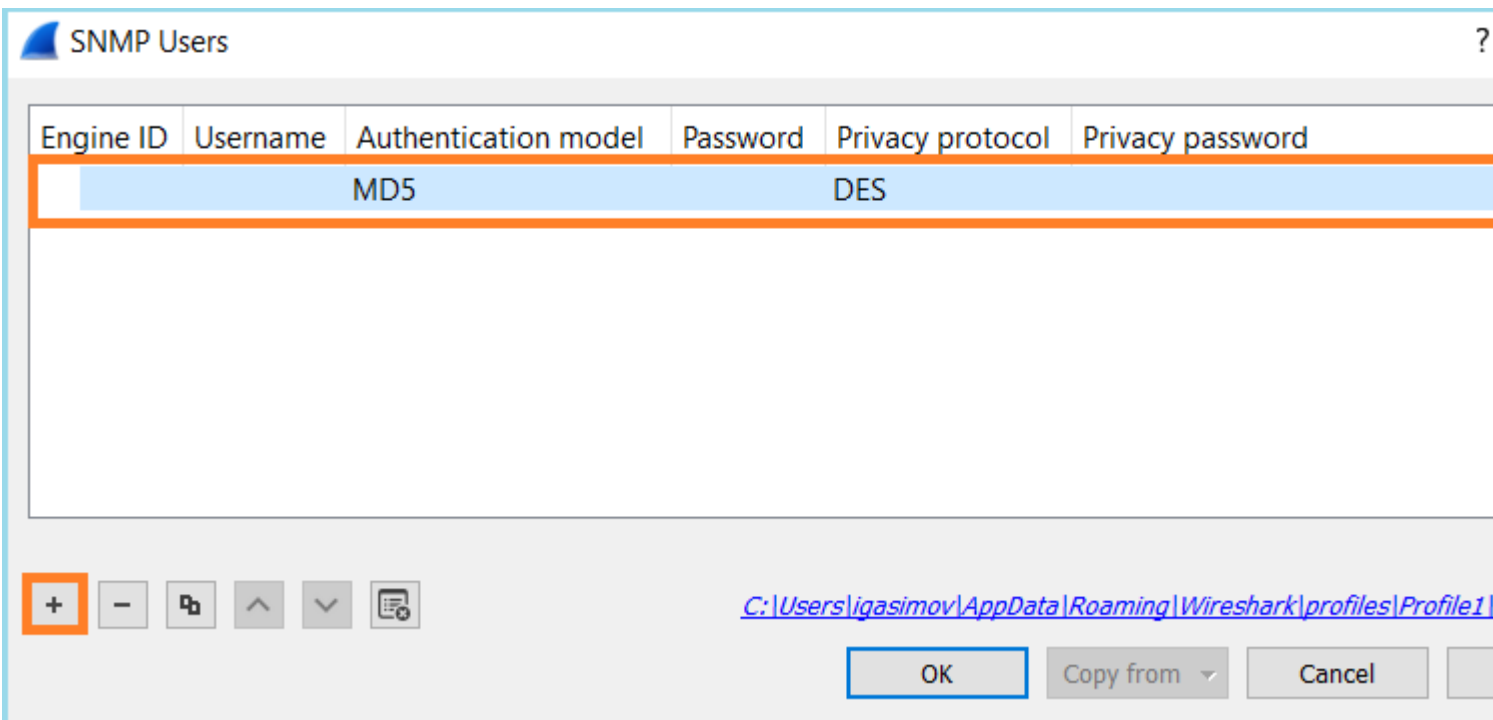 SNMP Users ?
Engine ID Username Authentication model Password Privacy protocol Privacy password
MD5 DES
+ −
C:\Users\igasimov\AppData\Roaming\Wireshark\profiles\Profile1\
OK Copy from Cancel